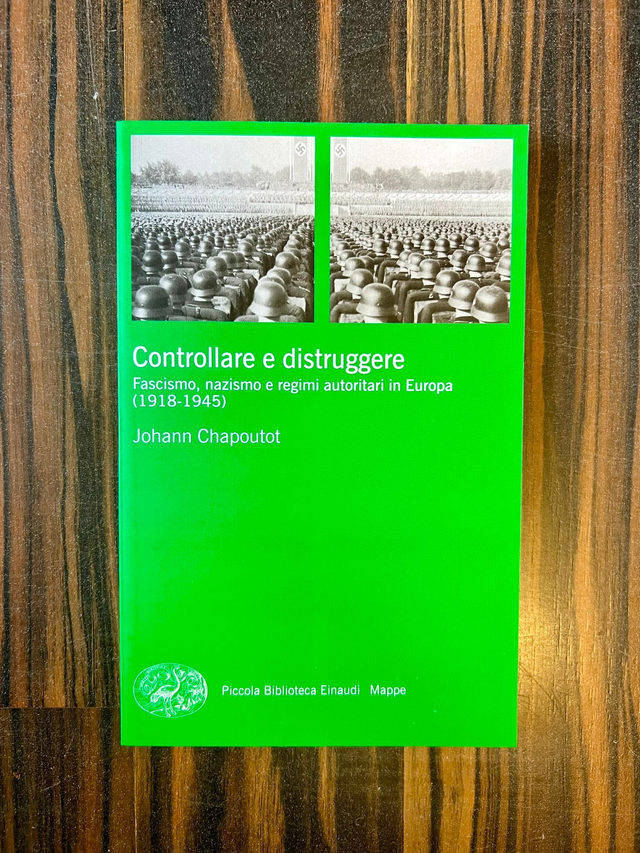 Controllare e distruggere
Fascismo, nazismo e regimi autoritari in Europa
(1918-1945)
Johann Chapoutot
Piccola Biblioteca Einaudi Mappe